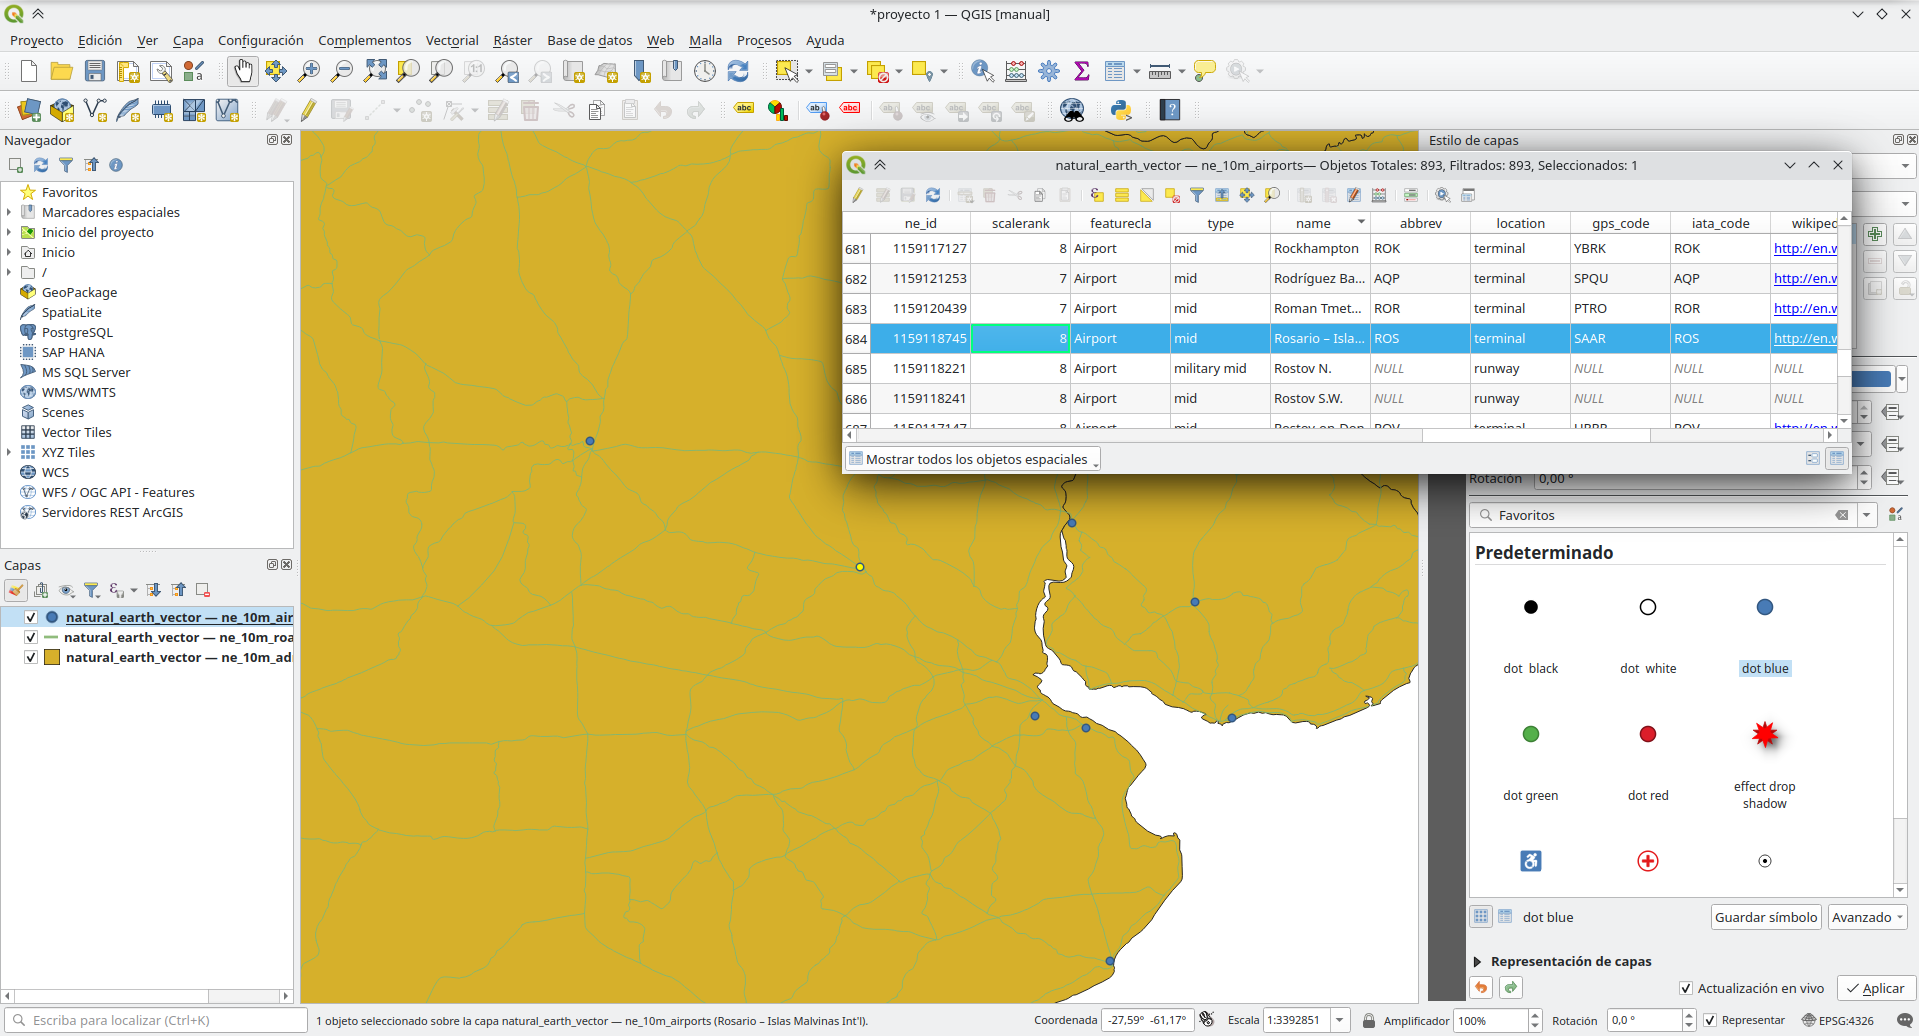 *proyecto 1 — QGIS [manual]
Proyecto Edición Ver Capa Configuración Complementos Vectorial Ráster Base de datos Web Malla Procesos Ayuda
Navegador
Favoritos
Marcadores espaciales
Inicio del proyecto
Inicio
/
GeoPackage
SpatiaLite
PostgreSQL
SAP HANA
MS SQL Server
WMS/WMTS
Scenes
Vector Tiles
XYZ Tiles
WCS
WFS / OGC API - Features
Servidores REST ArcGIS
Capas
natural_earth_vector — ne_10m_air
natural_earth_vector — ne_10m_roa
natural_earth_vector — ne_10m_ad
natural_earth_vector — ne_10m_airports— Objetos Totales: 893, Filtrados: 893, Seleccionados: 1
ne_id scalerank featurecla type name abbrev location gps_code iata_code wikiped
681 1159117127 8 Airport mid Rockhampton ROK terminal YBRK ROK http://en.w
682 1159121253 7 Airport mid Rodríguez Ba... AQP terminal SPQU AQP http://en.w
683 1159120439 7 Airport mid Roman Tmet... ROR terminal PTRO ROR http://en.w
684 1159118745 8 Airport mid Rosario – Isla... ROS terminal SAAR ROS http://en.w
685 1159118221 8 Airport military mid Rostov N. NULL runway NULL NULL NULL
686 1159118241 8 Airport mid Rostov S.W. NULL runway NULL NULL NULL
Mostrar todos los objetos espaciales
Estilo de capas
Rotación 0,00 °
Favoritos
Predeterminado
dot black dot white dot blue
dot green dot red effect drop shadow
dot blue Guardar símbolo Avanzado
Representación de capas
Actualización en vivo Aplicar
Escriba para localizar (Ctrl+K) 1 objeto seleccionado sobre la capa natural_earth_vector — ne_10m_airports (Rosario – Islas Malvinas Int'l). Coordenada -27,59° -61,17° Escala 1:3392851 Amplificador 100% Rotación 0,0 ° Representar EPSG:4326